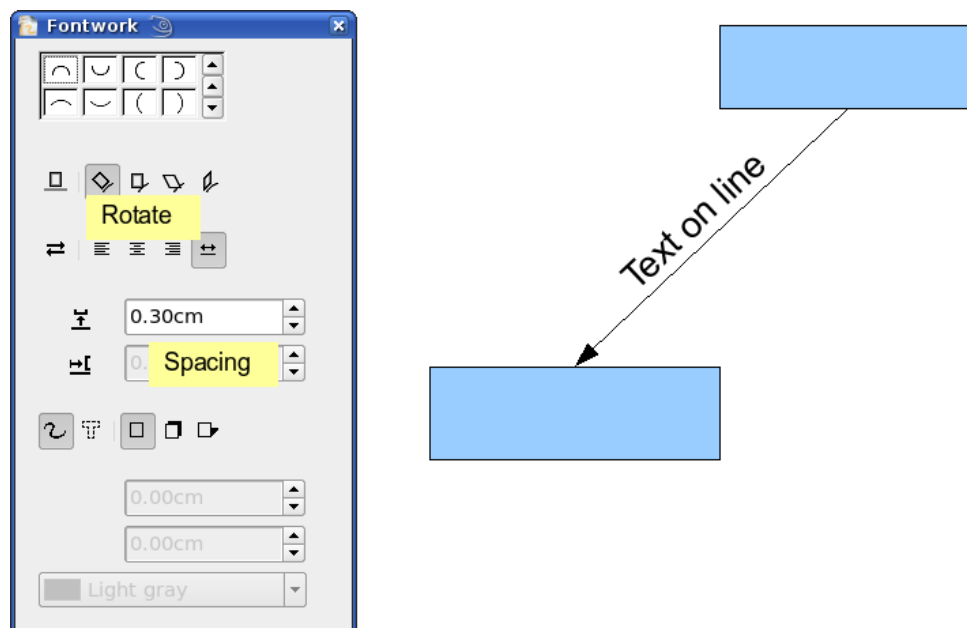 Fontwork
Rotate
0.30cm
Spacing
0.00cm
0.00cm
Light gray
Text on line